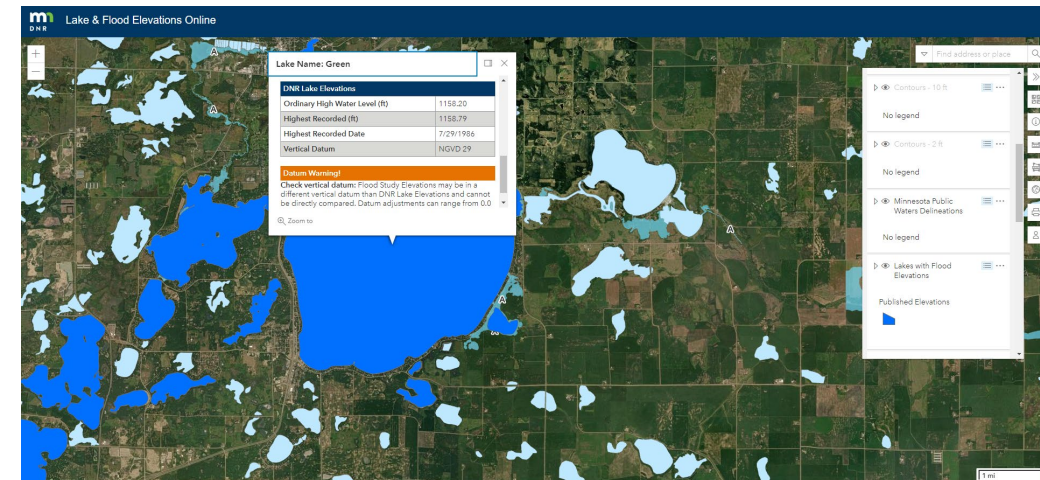 mn
DNR
Lake & Flood Elevations Online
+
−
Find address or place
Lake Name: Green
DNR Lake Elevations
Ordinary High Water Level (ft) 1158.20
Highest Recorded (ft) 1158.79
Highest Recorded Date 7/29/1986
Vertical Datum NGVD 29
Datum Warning!
Check vertical datum: Flood Study Elevations may be in a
different vertical datum than DNR Lake Elevations and cannot
be directly compared. Datum adjustments can range from 0.0
Zoom to
A
A
A
A
A
Contours - 10 ft
No legend
Contours - 2 ft
No legend
Minnesota Public
Waters Delineations
No legend
Lakes with Flood
Elevations
Published Elevations
1 mi